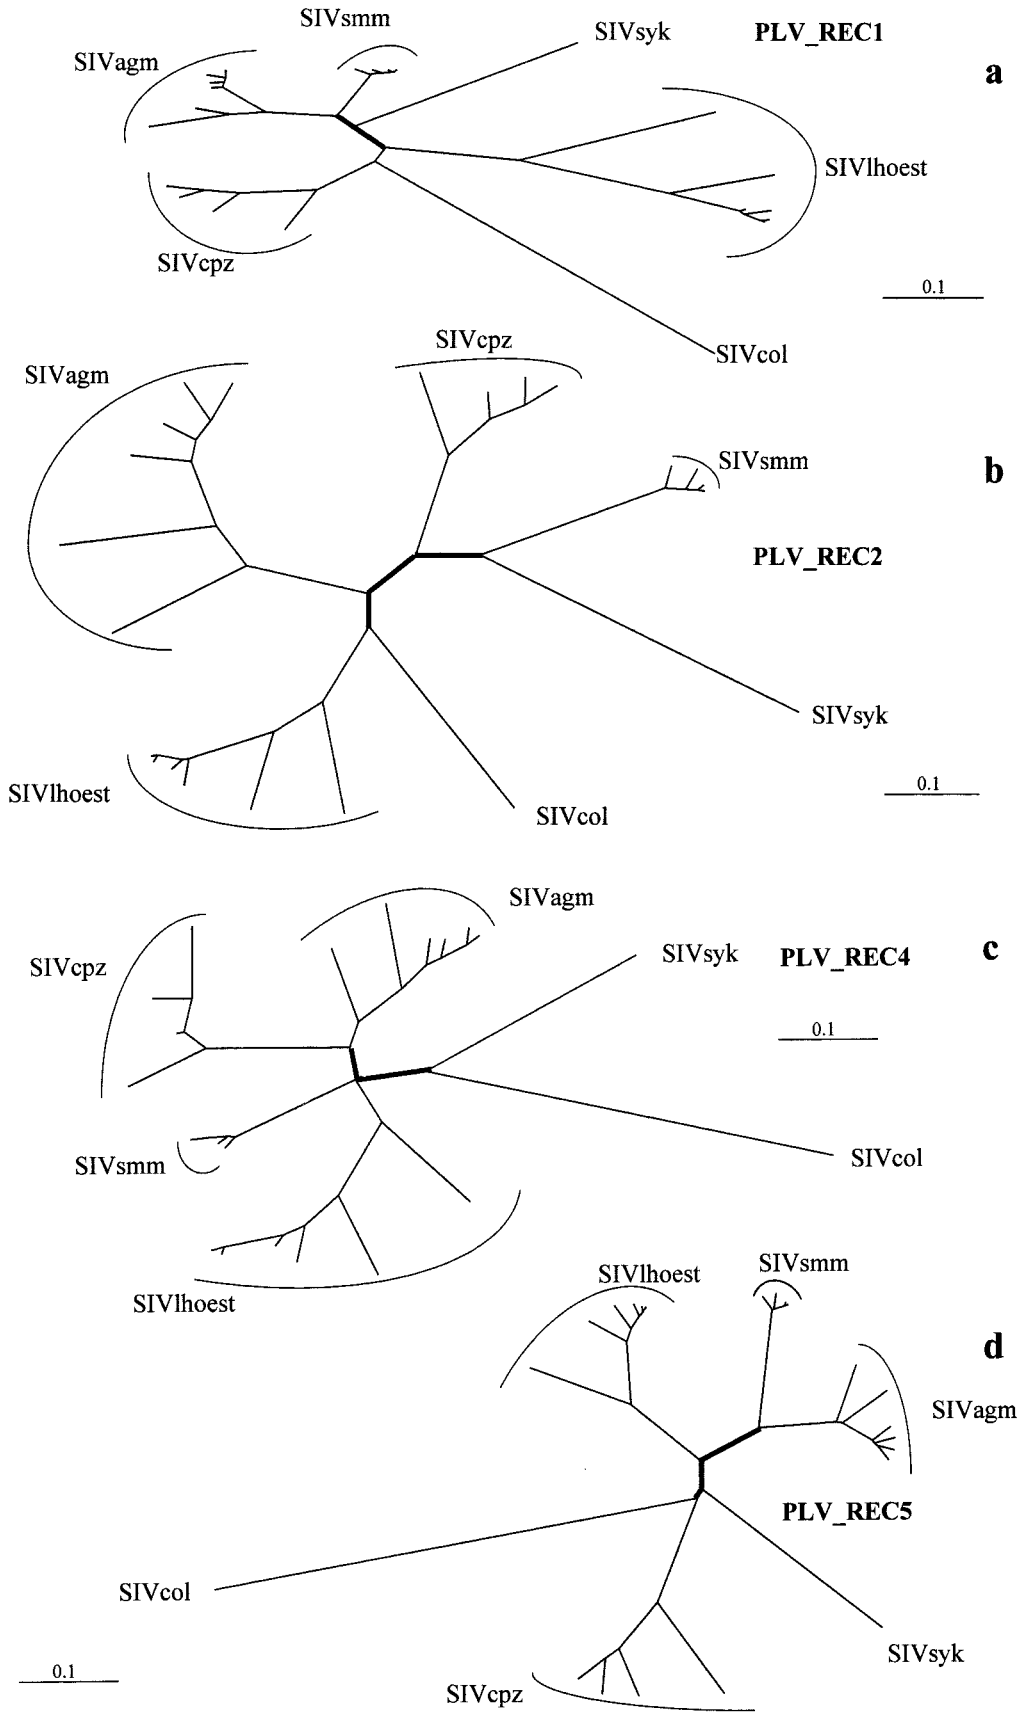 SIVsmm
SIVsyk
PLV_REC1
SIVagm
a
SIVlhoest
SIVcpz
0.1
SIVcol
SIVcpz
SIVagm
SIVsmm
b
PLV_REC2
SIVsyk
SIVlhoest
0.1
SIVcol
SIVagm
SIVcpz
SIVsyk
PLV_REC4
c
0.1
SIVsmm
SIVcol
SIVlhoest
SIVsmm
SIVlhoest
d
SIVagm
PLV_REC5
SIVcol
SIVsyk
0.1
SIVcpz